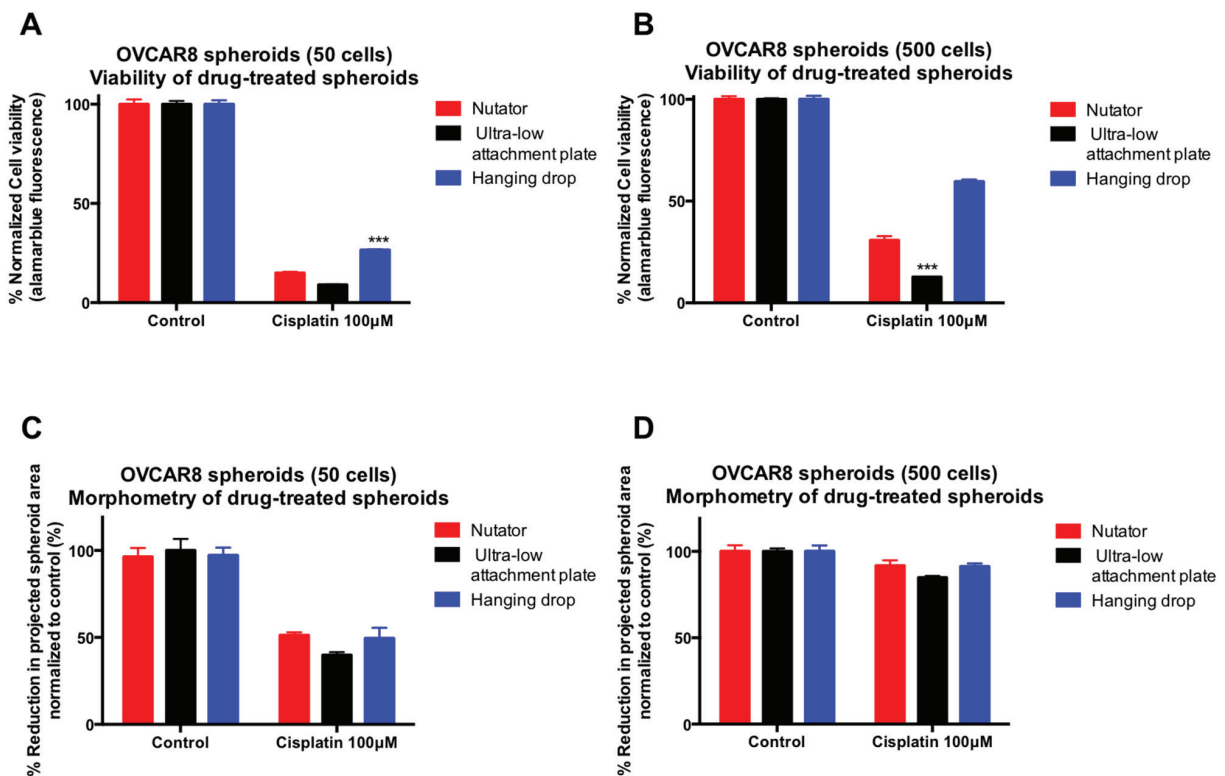 A
OVCAR8 spheroids (50 cells)
Viability of drug-treated spheroids
% Normalized Cell viability
(alamarblue fluorescence)
100
50
0
***
Control
Cisplatin 100µM
Nutator
Ultra-low
attachment plate
Hanging drop
B
OVCAR8 spheroids (500 cells)
Viability of drug-treated spheroids
% Normalized Cell viability
(alamarblue fluorescence)
100
50
0
***
Control
Cisplatin 100µM
Nutator
Ultra-low
attachment plate
Hanging drop
C
OVCAR8 spheroids (50 cells)
Morphometry of drug-treated spheroids
% Reduction in projected spheroid area
normalized to control (%)
100
50
0
Control
Cisplatin 100µM
Nutator
Ultra-low
attachment plate
Hanging drop
D
OVCAR8 spheroids (500 cells)
Morphometry of drug-treated spheroids
% Reduction in projected spheroid area
normalized to control (%)
100
50
0
Control
Cisplatin 100µM
Nutator
Ultra-low
attachment plate
Hanging drop